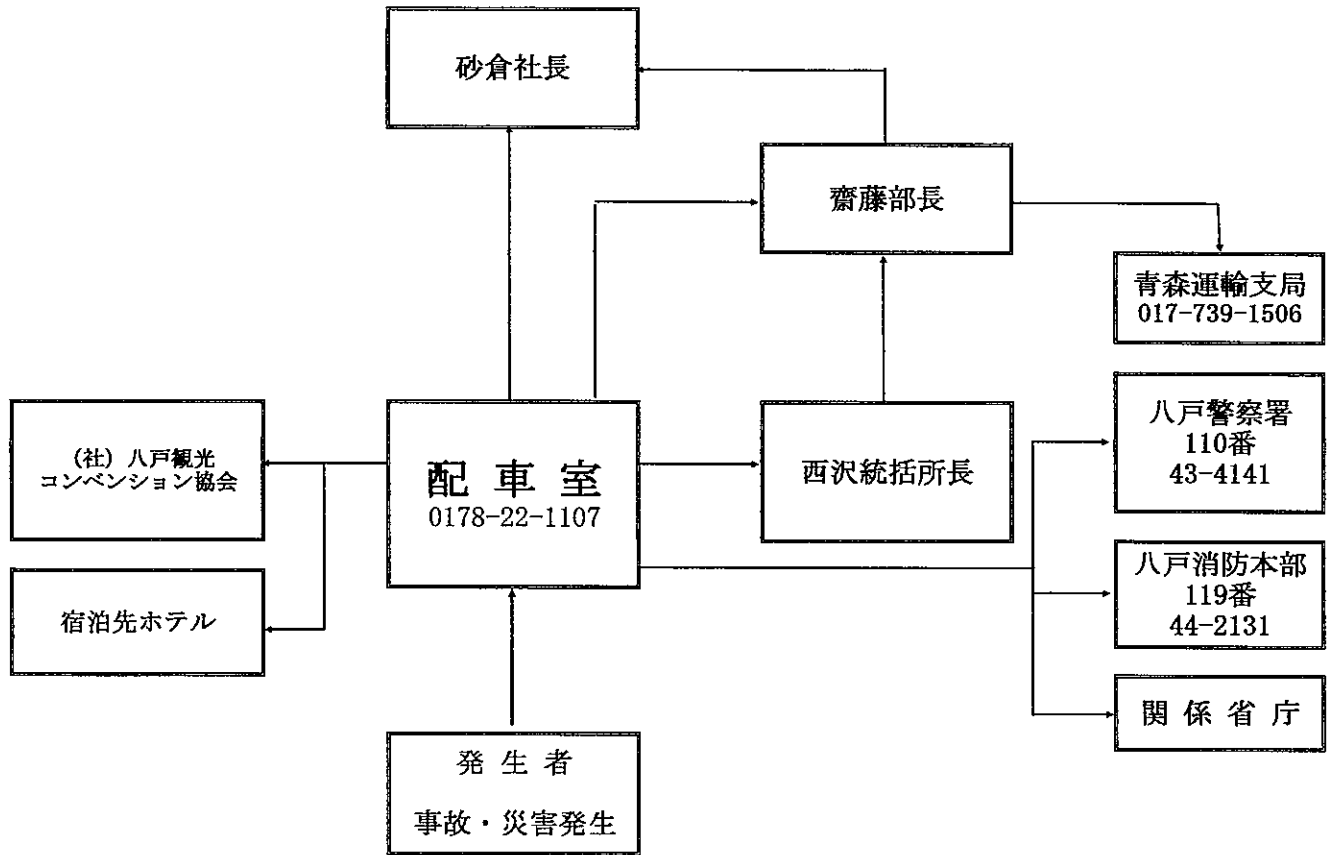 砂倉社長
齋藤部長
青森運輸支局
017-739-1506
(社) 八戸観光
コンベンション協会
配 車 室
0178-22-1107
西沢統括所長
八戸警察署
110番
43-4141
宿泊先ホテル
八戸消防本部
119番
44-2131
関 係 省 庁
発 生 者
事故・災害発生